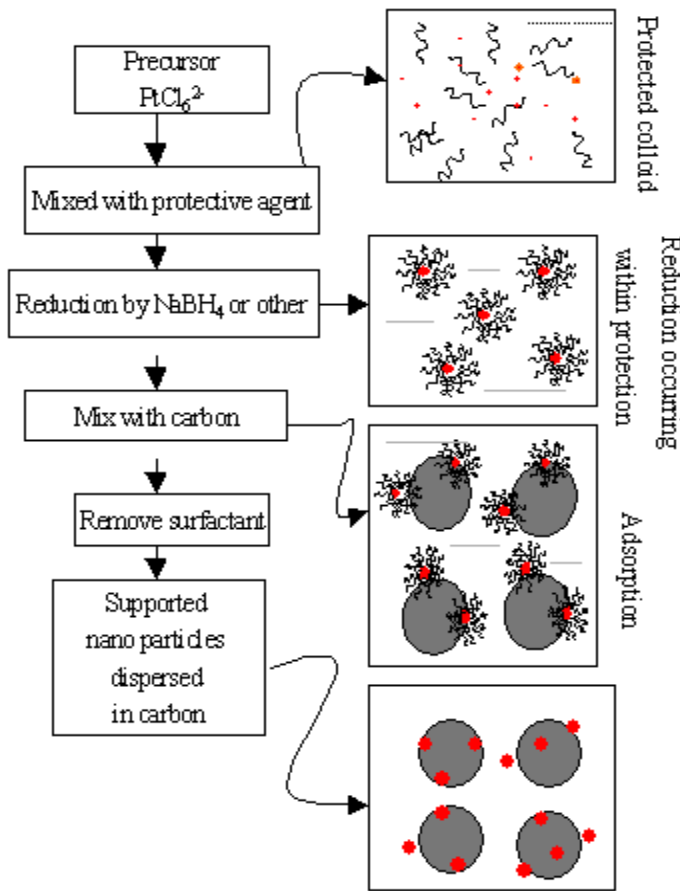 Precursor
PtCl₆²⁻
Mixed with protective agent
Reduction by NaBH₄ or other
Mix with carbon
Remove surfactant
Supported
nano particles
dispersed
in carbon
Protected colloid
Reduction occurring
within protection
Adsorption